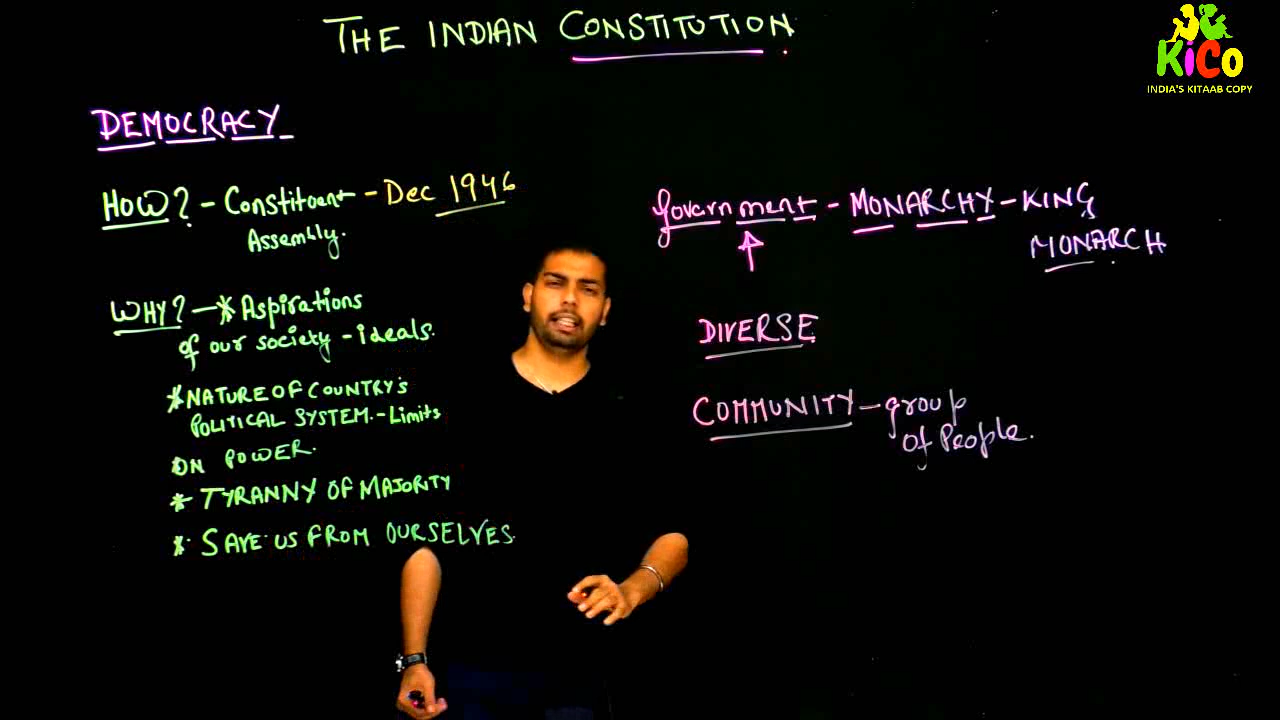 THE INDIAN CONSTITUTION
KiCo
INDIA'S KITAAB COPY
DEMOCRACY
HOW? - Constituent - Dec 1946
Assembly.
WHY? - * Aspirations
of our society - ideals.
* NATURE OF COUNTRY'S
POLITICAL SYSTEM. - Limits
ON POWER.
* TYRANNY OF MAJORITY
* SAVE US FROM OURSELVES.
Government - MONARCHY - KING
MONARCH
DIVERSE
COMMUNITY - group
of People.